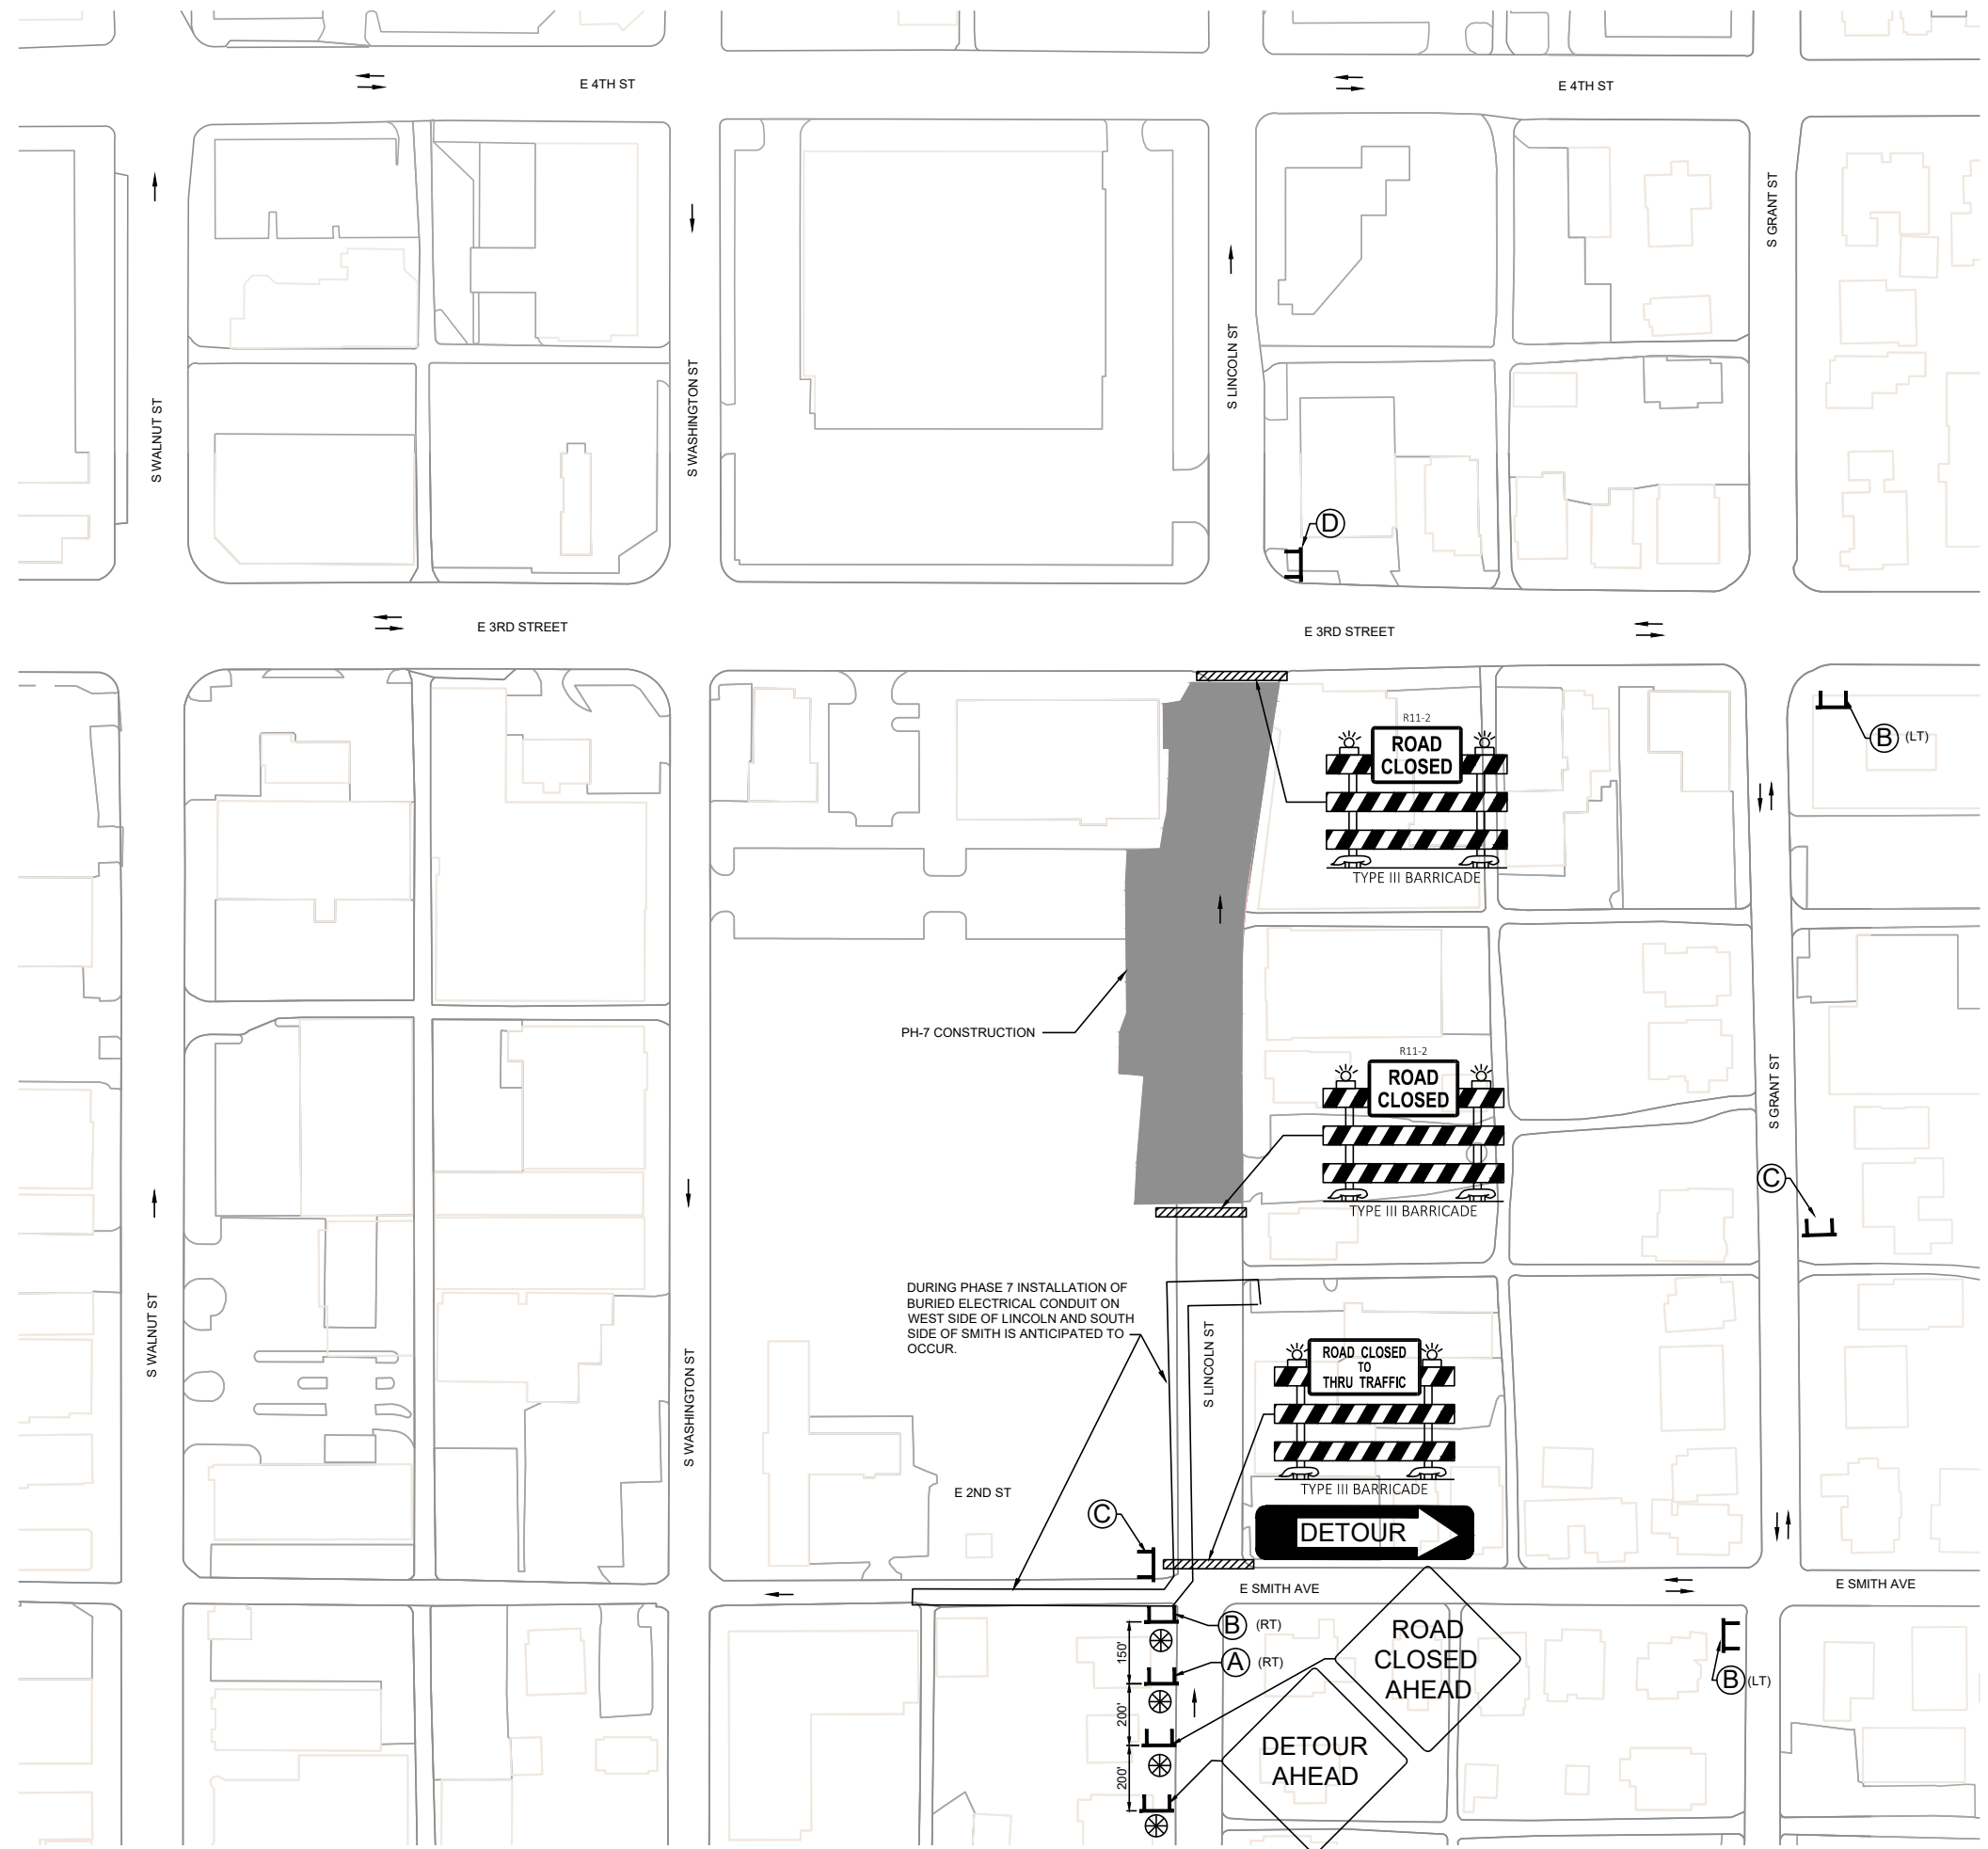 E 4TH ST
E 4TH ST
S GRANT ST
S LINCOLN ST
S WASHINGTON ST
S WALNUT ST
D
E 3RD STREET
E 3RD STREET
R11-2
ROAD
CLOSED
TYPE III BARRICADE
B (LT)
PH-7 CONSTRUCTION
R11-2
ROAD
CLOSED
TYPE III BARRICADE
S GRANT ST
C
DURING PHASE 7 INSTALLATION OF
BURIED ELECTRICAL CONDUIT ON
WEST SIDE OF LINCOLN AND SOUTH
SIDE OF SMITH IS ANTICIPATED TO
OCCUR.
S WALNUT ST
S WASHINGTON ST
S LINCOLN ST
ROAD CLOSED
TO
THRU TRAFFIC
TYPE III BARRICADE
E 2ND ST
C
DETOUR
E SMITH AVE
E SMITH AVE
B (RT)
150'
A (RT)
200'
200'
ROAD
CLOSED
AHEAD
B (LT)
DETOUR
AHEAD